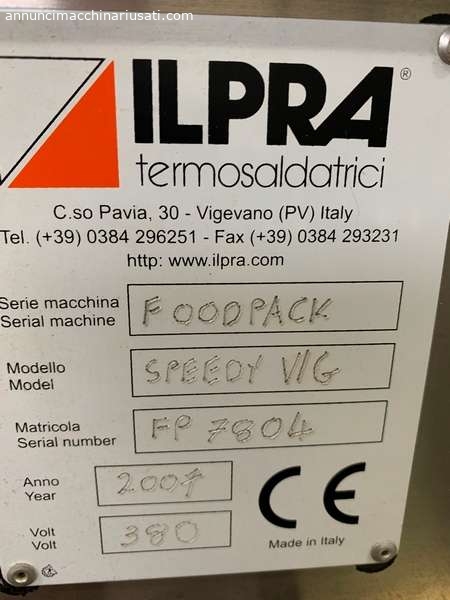 annuncimacchinariusati.com
ILPRA®
termosaldatrici
C.so Pavia, 30 - Vigevano (PV) Italy
Tel. (+39) 0384 296251 - Fax (+39) 0384 293231
http: www.ilpra.com
Serie macchina
Serial machine
FOODPACK
Modello
Model
SPEEDY V/G
Matricola
Serial number
FP 7804
Anno
Year
Volt
Volt
380
CE
Made in Italy